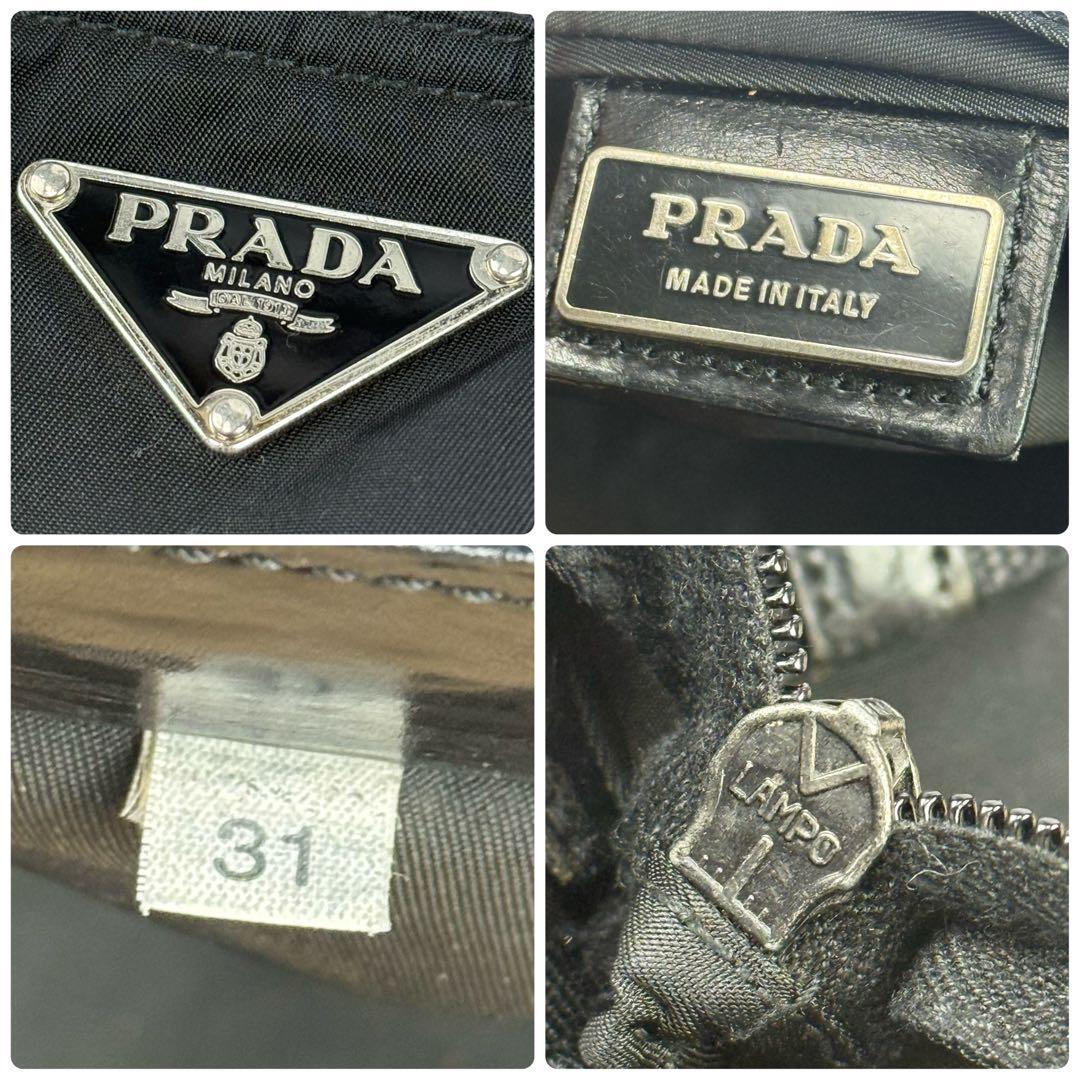 PRADA
MILANO
DAL 1913
PRADA
MADE IN ITALY
31
LAMPO